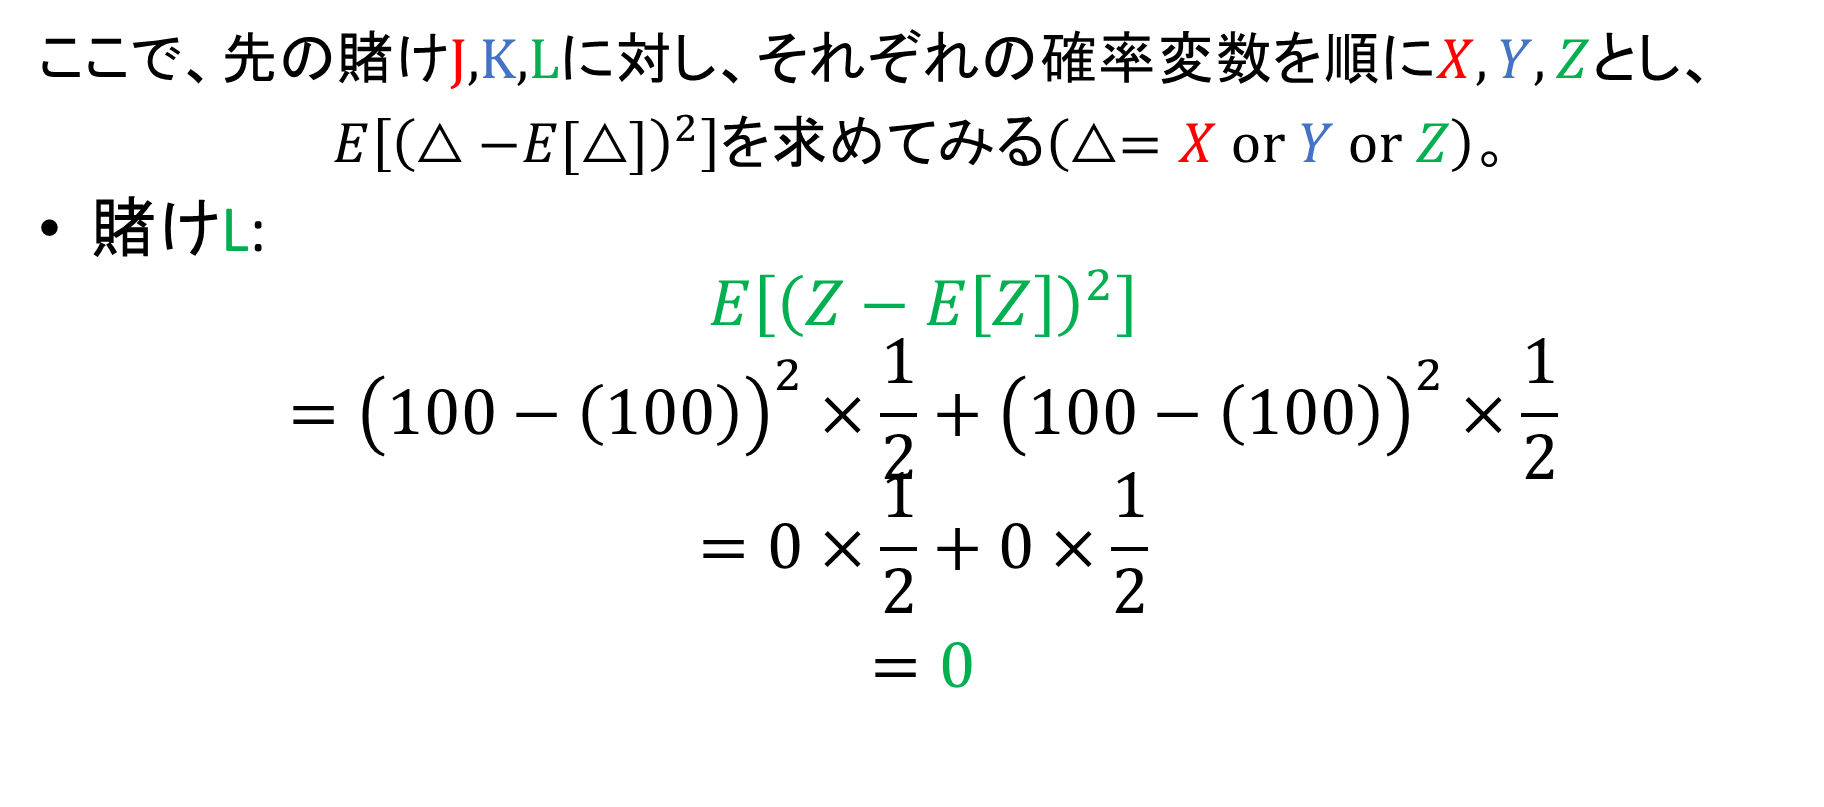 ここで、先の賭けJ,K,Lに対し、それぞれの確率変数を順にX, Y, Zとし、
E[(△ −E[△])²]を求めてみる(△= X or Y or Z)。
• 賭けL:
E[(Z − E[Z])²]
= (100 − (100))² × 1/2 + (100 − (100))² × 1/2
= 0 × 1/2 + 0 × 1/2
= 0